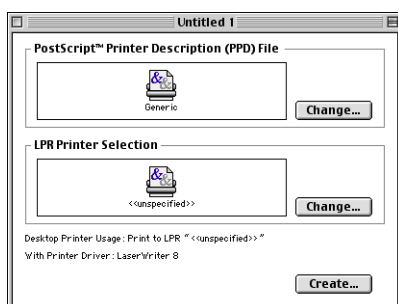 Untitled 1
PostScript™ Printer Description (PPD) File
Generic
Change...
LPR Printer Selection
<<unspecified>>
Change...
Desktop Printer Usage: Print to LPR "<<unspecified>>"
With Printer Driver: LaserWriter 8
Create...